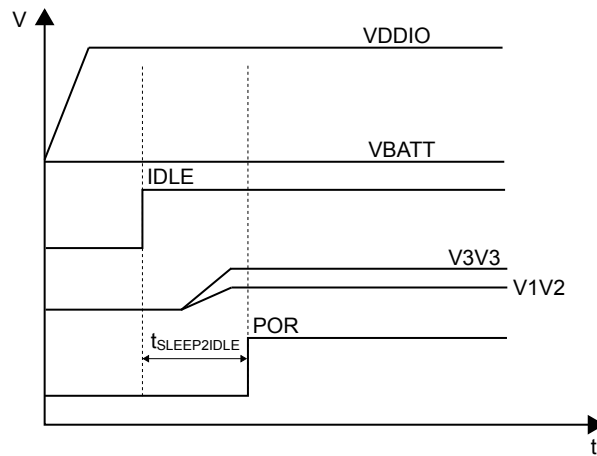 V
VDDIO
VBATT
IDLE
V3V3
V1V2
POR
tSLEEP2IDLE
t